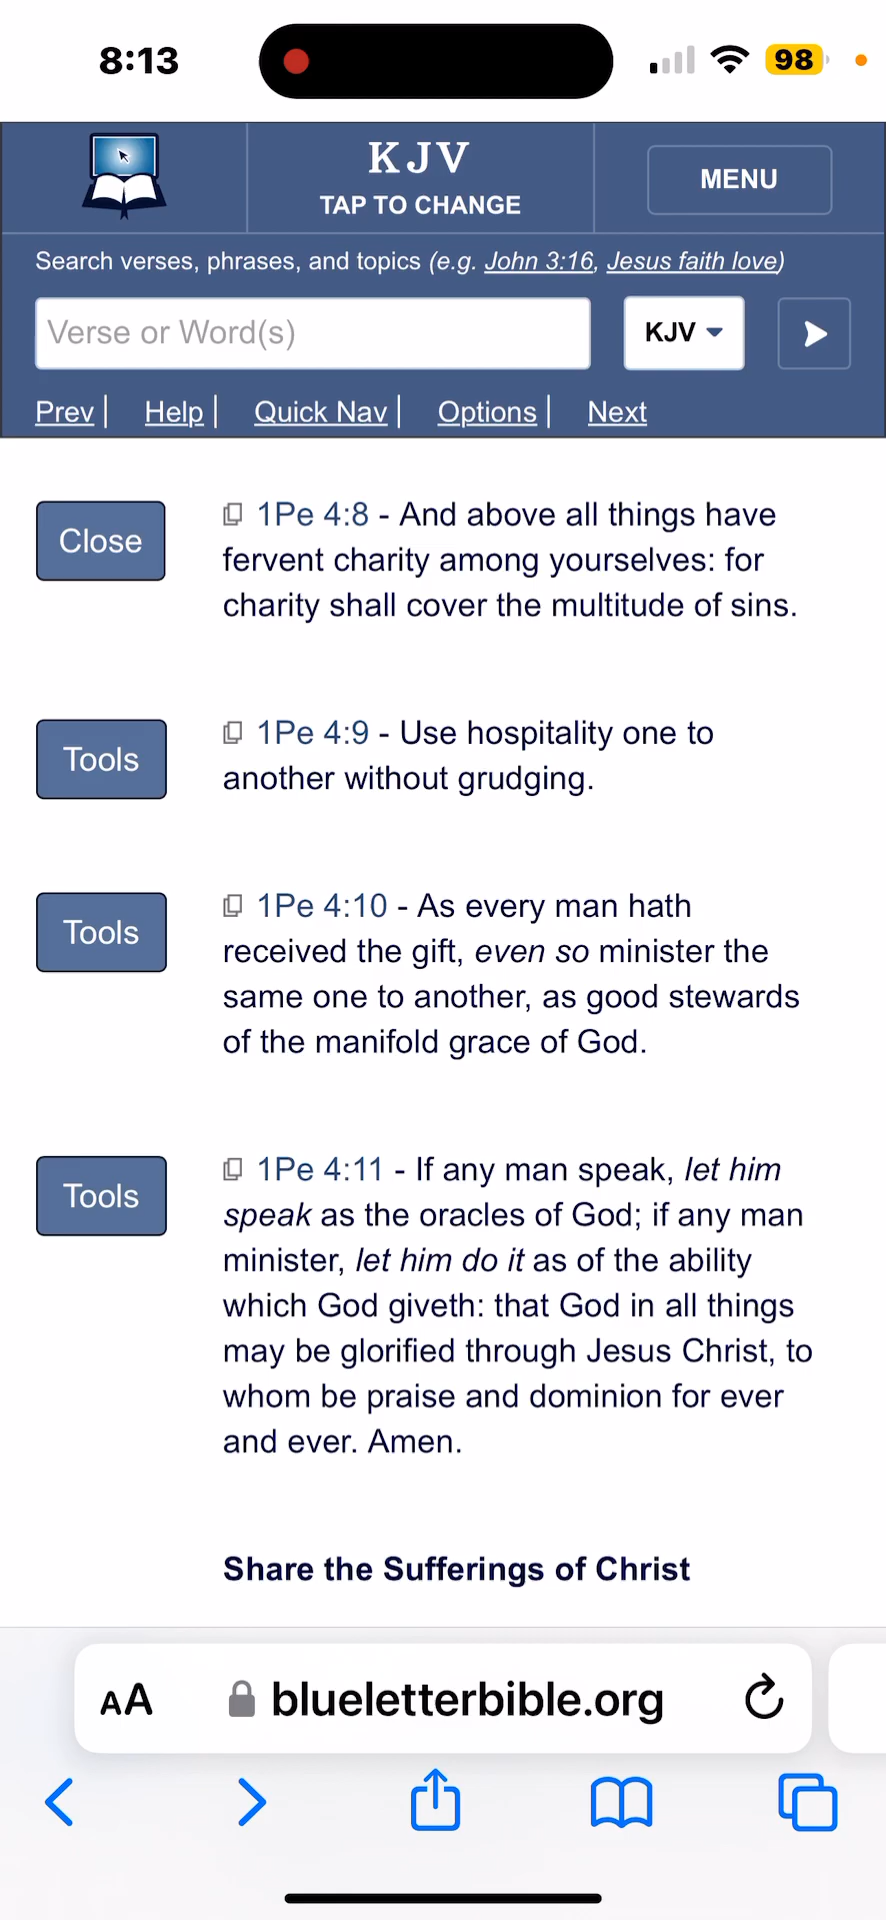 8:13
98
KJV
TAP TO CHANGE
MENU
Search verses, phrases, and topics (e.g. John 3:16, Jesus faith love)
Verse or Word(s)
KJV
Prev | Help | Quick Nav | Options | Next
Close
1Pe 4:8 - And above all things have
fervent charity among yourselves: for
charity shall cover the multitude of sins.
Tools
1Pe 4:9 - Use hospitality one to
another without grudging.
Tools
1Pe 4:10 - As every man hath
received the gift, even so minister the
same one to another, as good stewards
of the manifold grace of God.
Tools
1Pe 4:11 - If any man speak, let him
speak as the oracles of God; if any man
minister, let him do it as of the ability
which God giveth: that God in all things
may be glorified through Jesus Christ, to
whom be praise and dominion for ever
and ever. Amen.
Share the Sufferings of Christ
AA blueletterbible.org